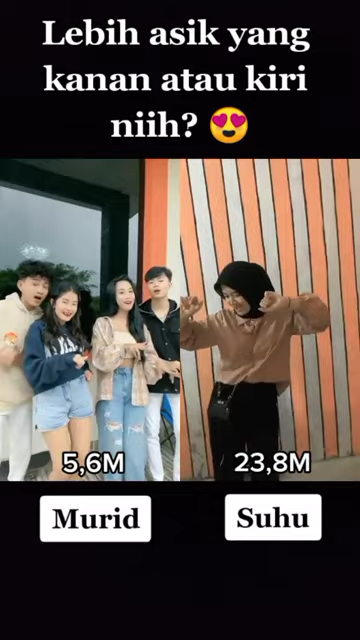 Lebih asik yang
kanan atau kiri
niih? 😍
5,6M
23,8M
Murid
Suhu